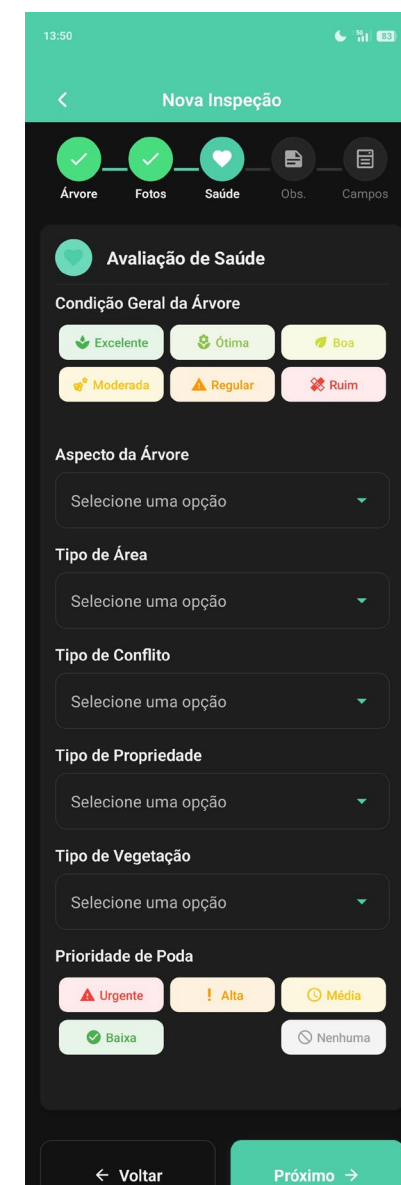 13:50 5G 83
Nova Inspeção
Árvore Fotos Saúde Obs. Campos
Avaliação de Saúde
Condição Geral da Árvore
Excelente Ótima Boa
Moderada Regular Ruim
Aspecto da Árvore
Selecione uma opção
Tipo de Área
Selecione uma opção
Tipo de Conflito
Selecione uma opção
Tipo de Propriedade
Selecione uma opção
Tipo de Vegetação
Selecione uma opção
Prioridade de Poda
Urgente Alta Média
Baixa Nenhuma
Voltar Próximo